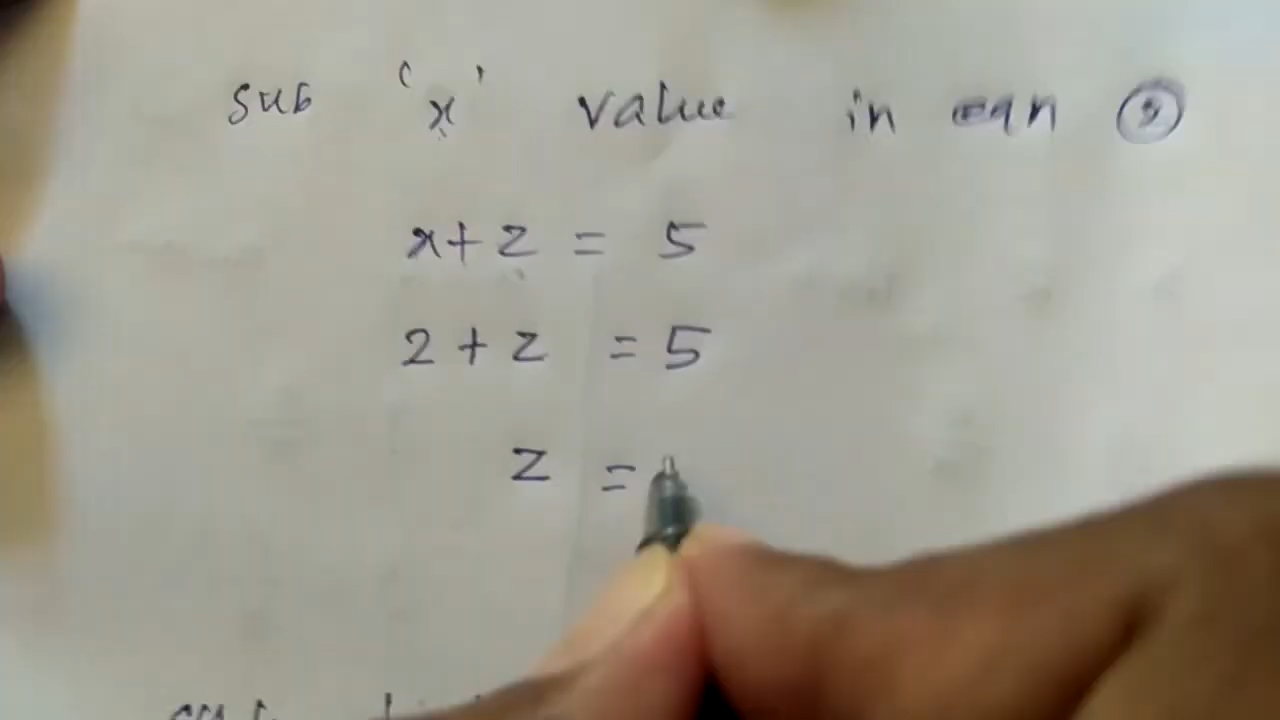 sub 'x' value in eqn
x+z = 5
2 + z = 5
z =